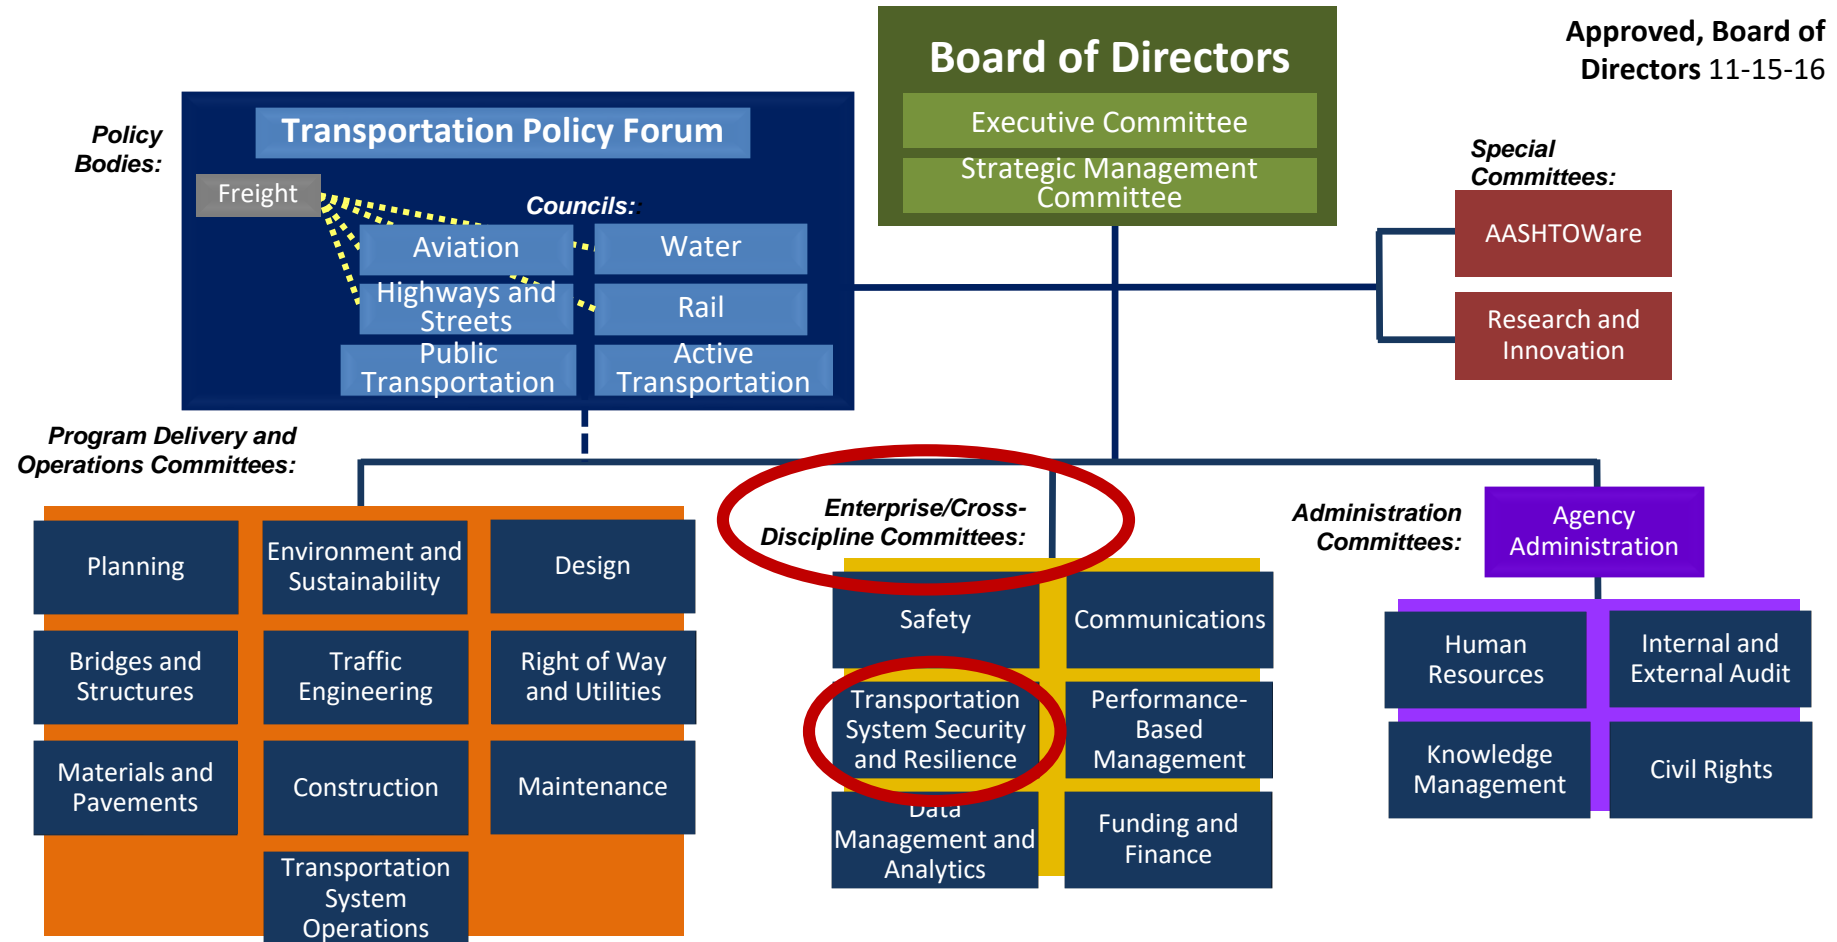 Board of Directors
Executive Committee
Strategic Management
Committee
Approved, Board of
Directors 11-15-16
Policy
Bodies:
Transportation Policy Forum
Freight
Councils::
Aviation
Water
Highways and
Streets
Rail
Public
Transportation
Active
Transportation
Special
Committees:
AASHTOWare
Research and
Innovation
Program Delivery and
Operations Committees:
Planning
Environment and
Sustainability
Design
Bridges and
Structures
Traffic
Engineering
Right of Way
and Utilities
Materials and
Pavements
Construction
Maintenance
Transportation
System
Operations
Enterprise/Cross-
Discipline Committees:
Safety
Communications
Transportation
System Security
and Resilience
Performance-
Based
Management
Data
Management and
Analytics
Funding and
Finance
Administration
Committees:
Agency
Administration
Human
Resources
Internal and
External Audit
Knowledge
Management
Civil Rights